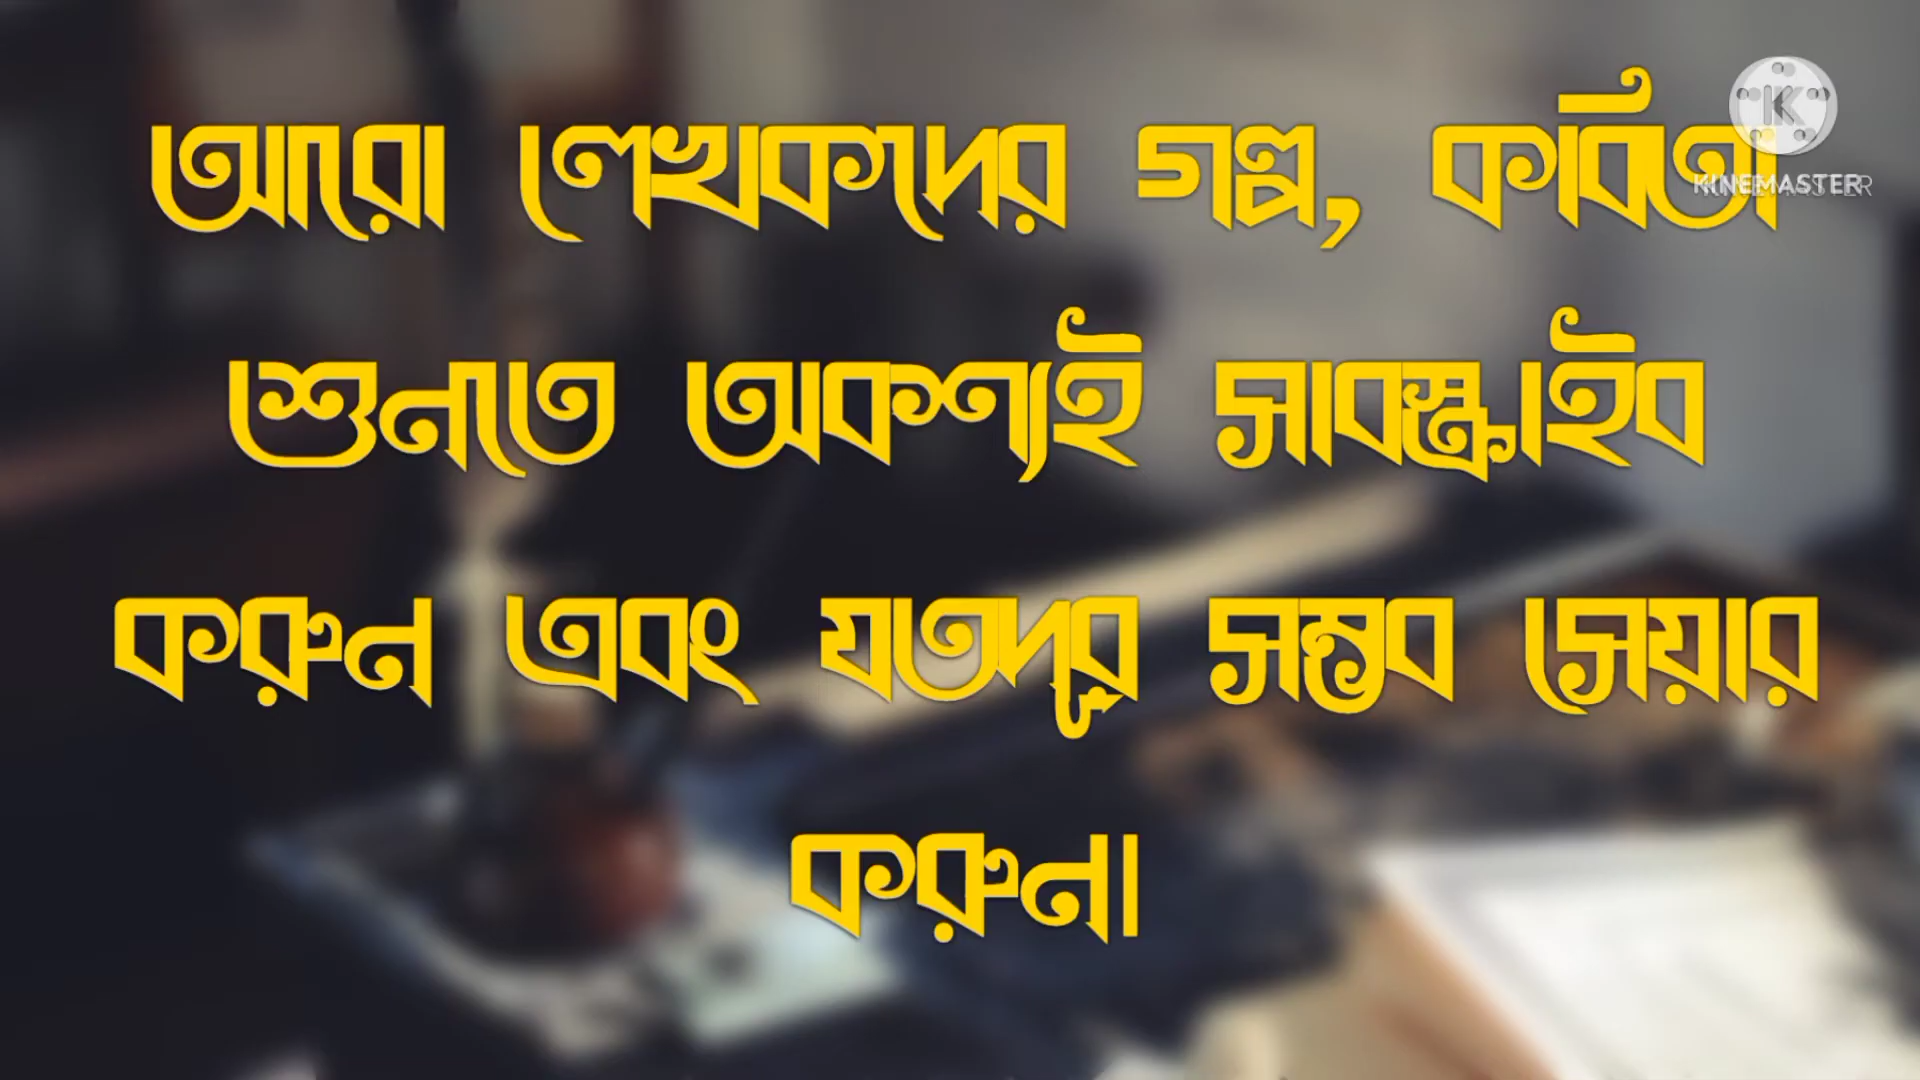 আরো লেখকদের গল্প, কবিতা
শুনতে অবশ্যই সাবস্ক্রাইব
করুন এবং যতদূর সম্ভব সেয়ার
করুন।
KINEMASTER